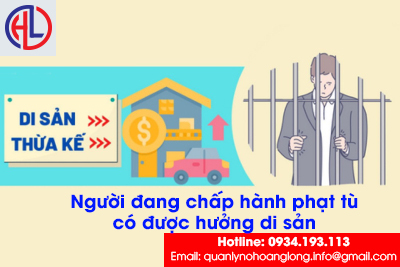 HL
DI SẢN >>>
THỪA KẾ >>>
$
Người đang chấp hành phạt tù
có được hưởng di sản
Hotline: 0934.193.113
Email: quanlynohoanglong.info@gmail.com